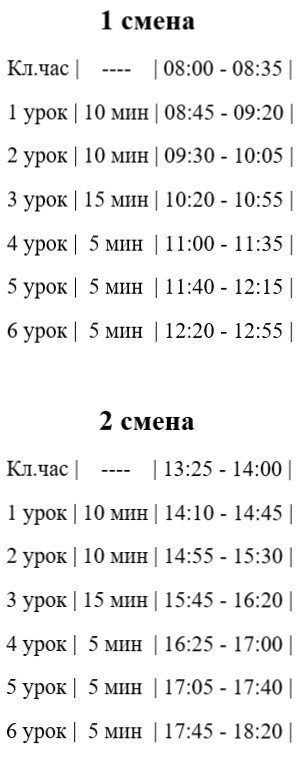 1 смена
Кл.час | ---- | 08:00 - 08:35 |
1 урок | 10 мин | 08:45 - 09:20 |
2 урок | 10 мин | 09:30 - 10:05 |
3 урок | 15 мин | 10:20 - 10:55 |
4 урок | 5 мин | 11:00 - 11:35 |
5 урок | 5 мин | 11:40 - 12:15 |
6 урок | 5 мин | 12:20 - 12:55 |
2 смена
Кл.час | ---- | 13:25 - 14:00 |
1 урок | 10 мин | 14:10 - 14:45 |
2 урок | 10 мин | 14:55 - 15:30 |
3 урок | 15 мин | 15:45 - 16:20 |
4 урок | 5 мин | 16:25 - 17:00 |
5 урок | 5 мин | 17:05 - 17:40 |
6 урок | 5 мин | 17:45 - 18:20 |